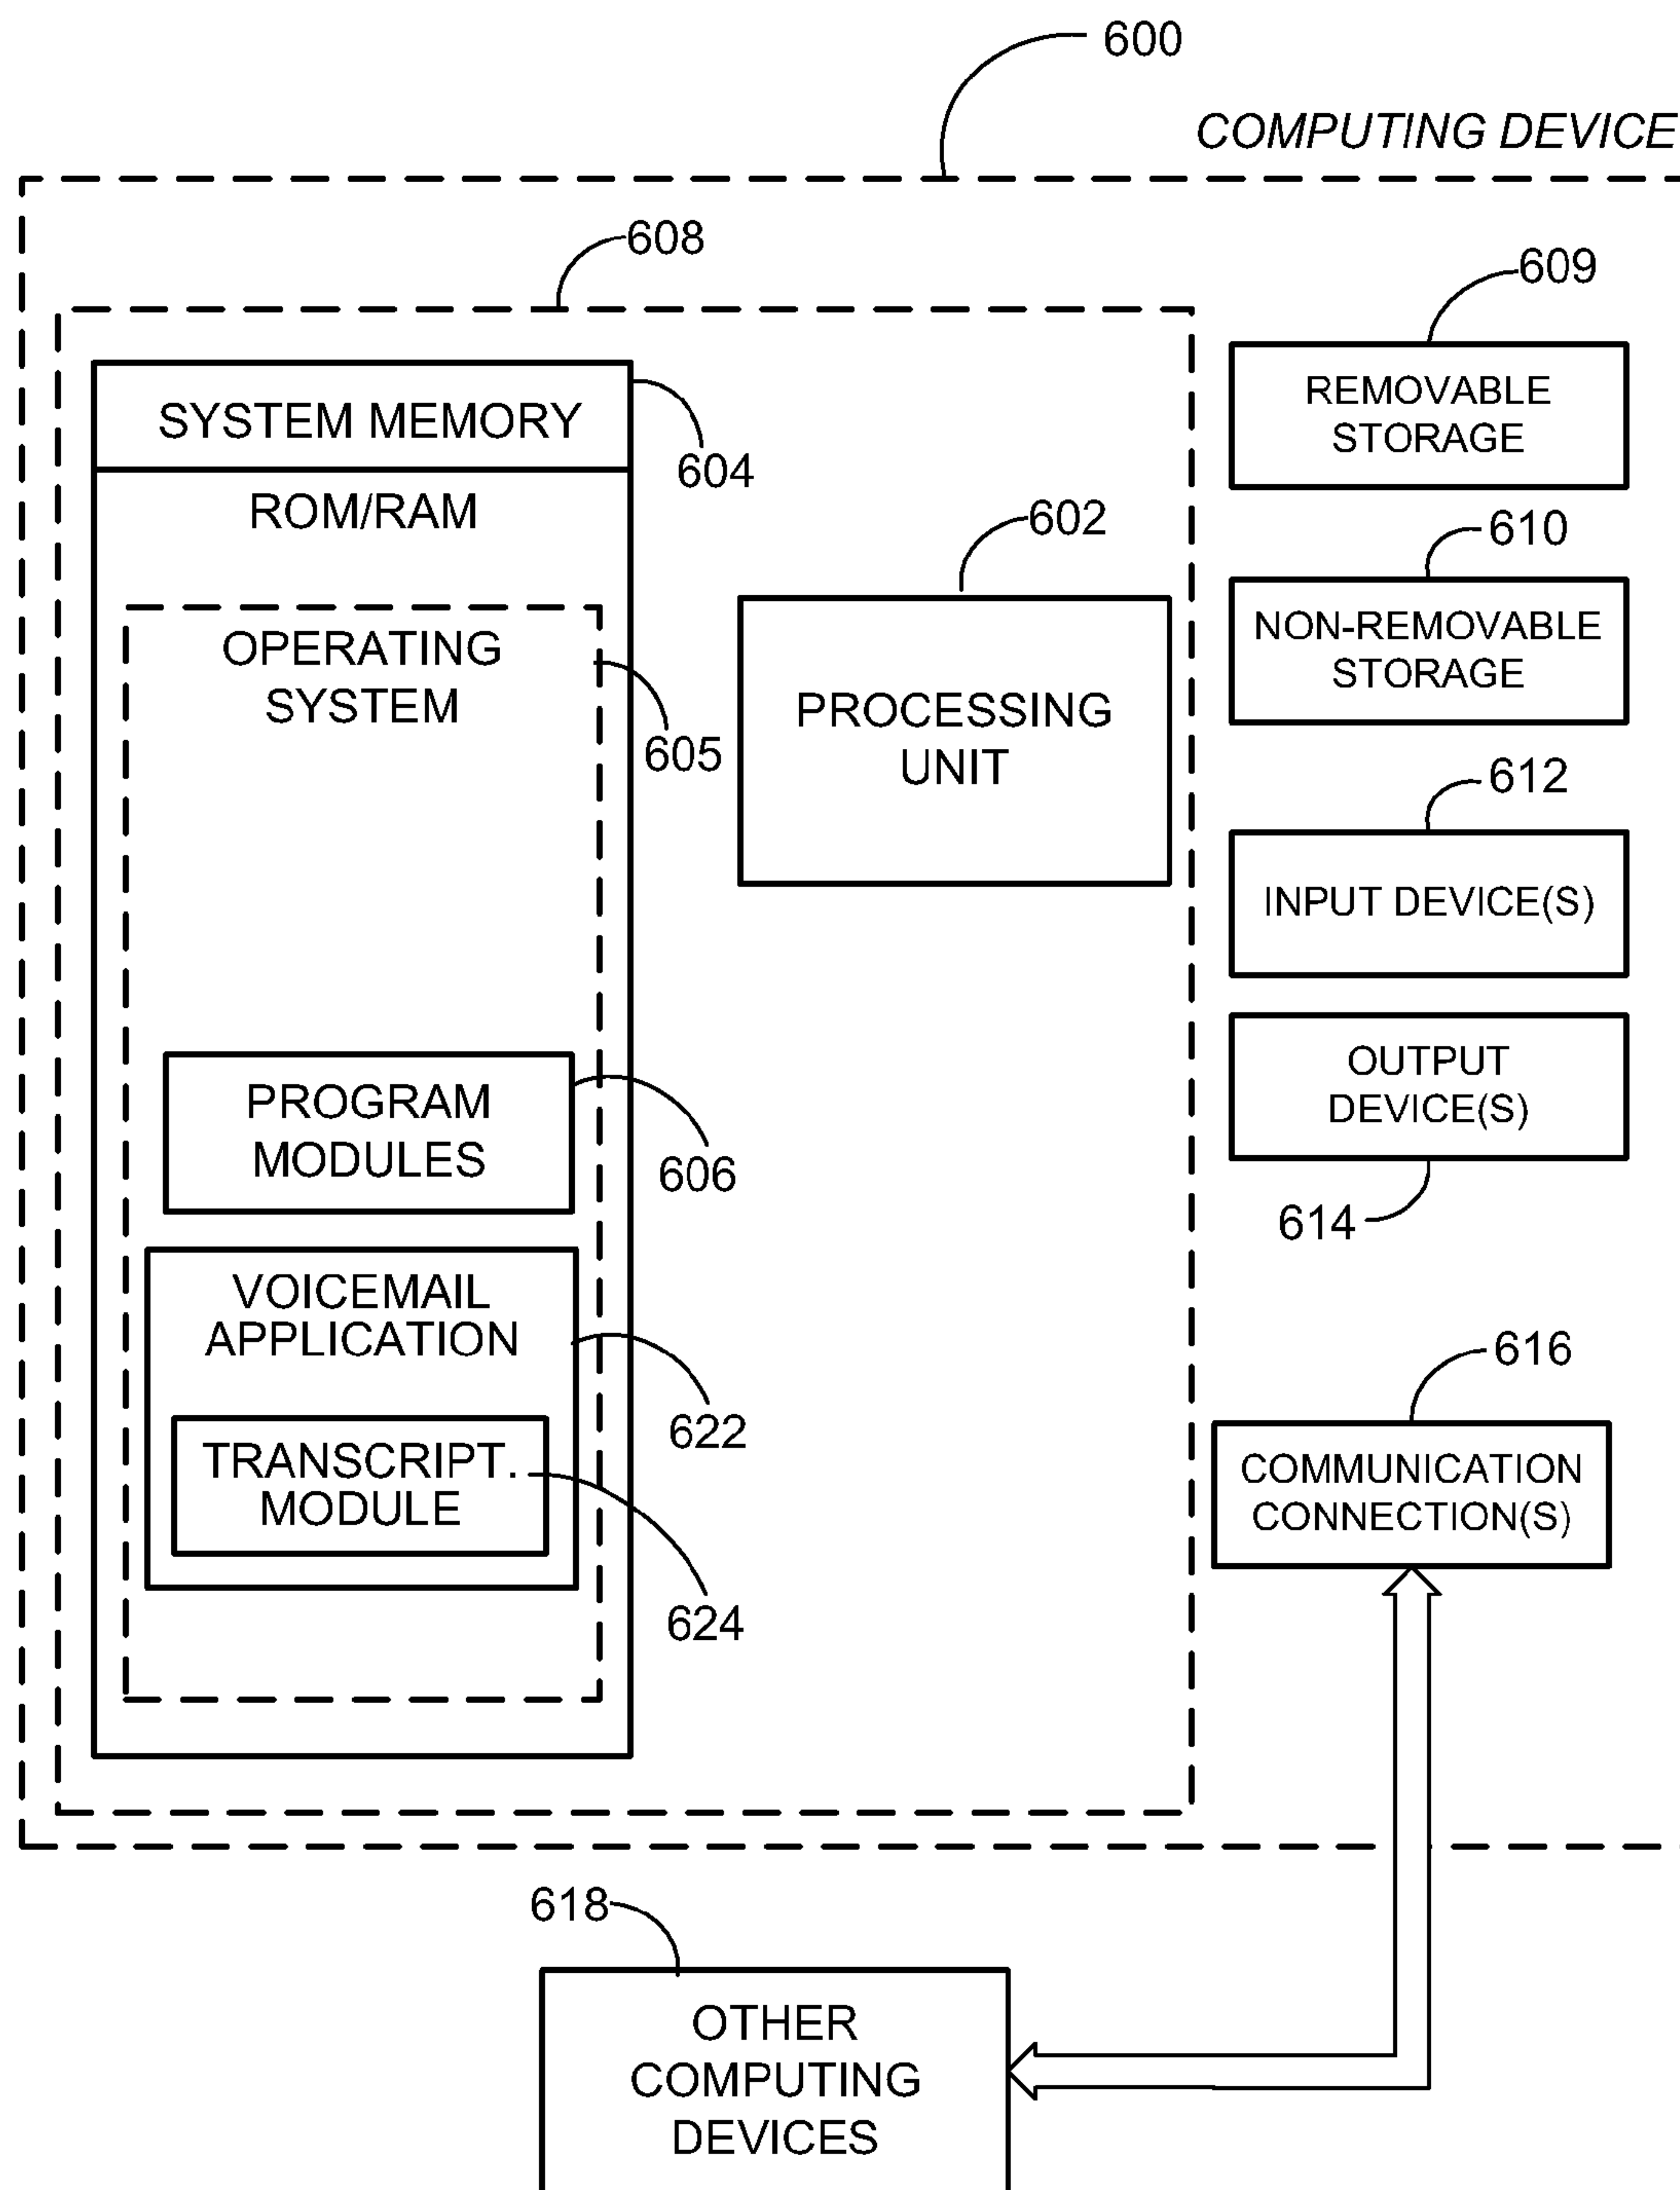 600
COMPUTING DEVICE
608
609
SYSTEM MEMORY
604
REMOVABLE
STORAGE
ROM/RAM
602
610
OPERATING
SYSTEM
605
PROCESSING
UNIT
NON-REMOVABLE
STORAGE
612
INPUT DEVICE(S)
OUTPUT
DEVICE(S)
614
PROGRAM
MODULES
606
VOICEMAIL
APPLICATION
622
616
TRANSCRIPT.
MODULE
624
COMMUNICATION
CONNECTION(S)
618
OTHER
COMPUTING
DEVICES